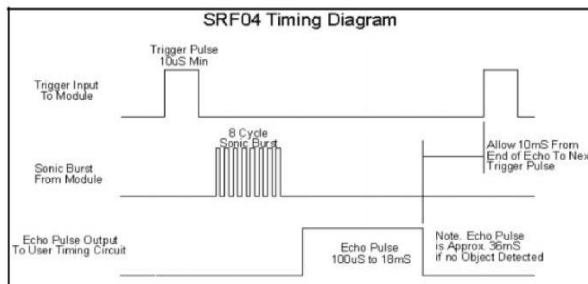 SRF04 Timing Diagram
Trigger Pulse
10uS Min
Trigger Input
To Module
8 Cycle
Sonic Burst
Allow 10mS From
End of Echo To Nex
Trigger Pulse
Sonic Burst
From Module
Echo Pulse Output
To User Timing Circuit
Echo Pulse
100uS to 18mS
Note. Echo Pulse
is Approx. 36mS
if no Object Detected